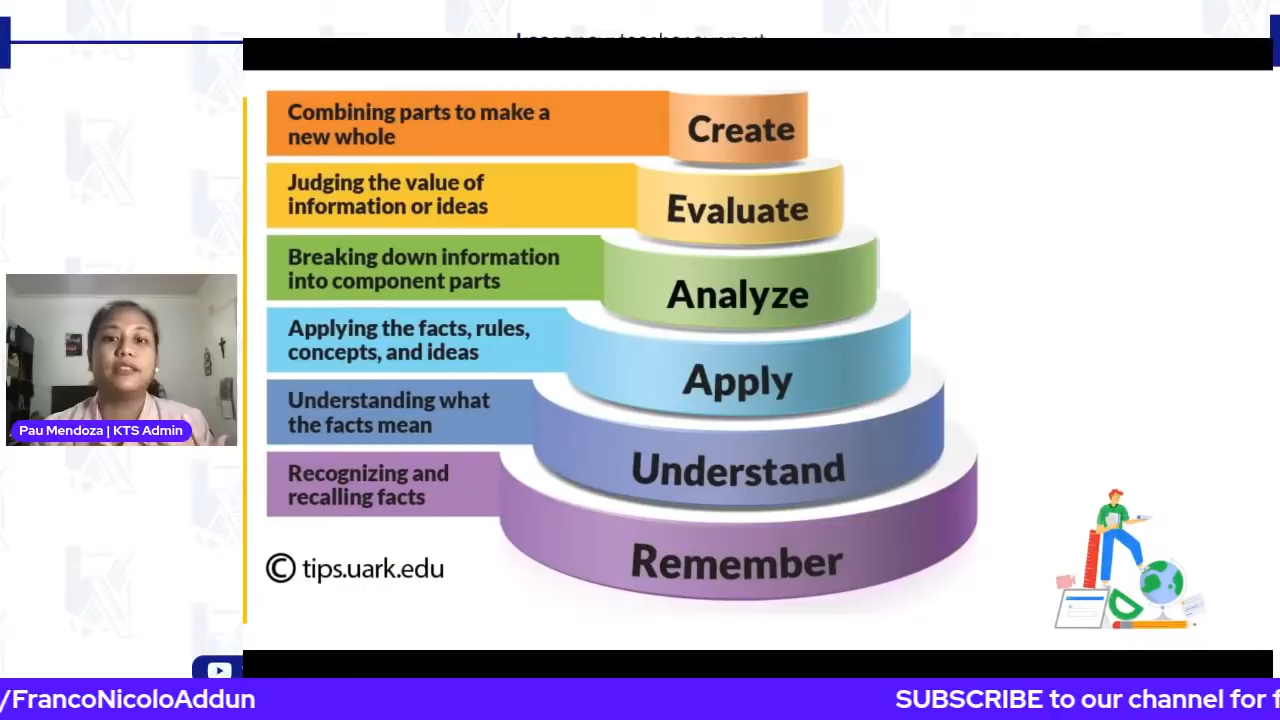 Combining parts to make a
new whole
Create
Judging the value of
information or ideas
Evaluate
Breaking down information
into component parts
Analyze
Applying the facts, rules,
concepts, and ideas
Apply
Understanding what
the facts mean
Understand
Recognizing and
recalling facts
Remember
© tips.uark.edu
Pau Mendoza | KTS Admin
/FrancoNicoloAddun
SUBSCRIBE to our channel for f